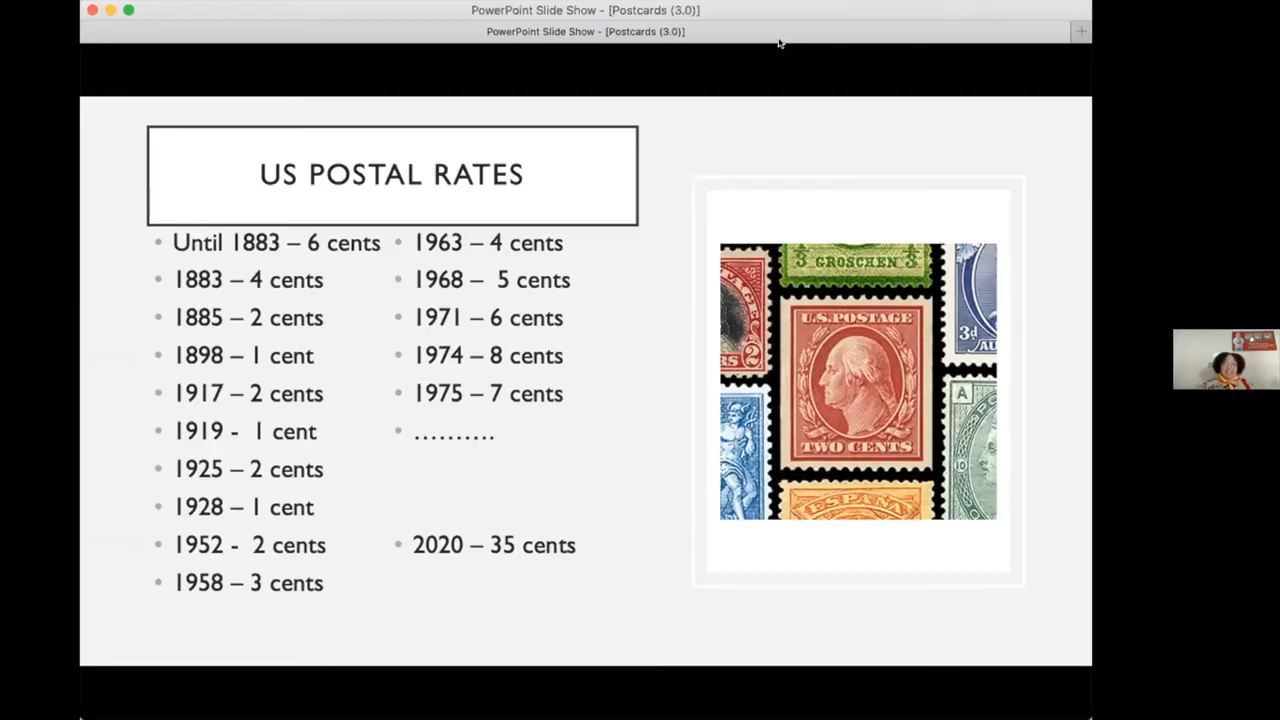 PowerPoint Slide Show - [Postcards (3.0)]
PowerPoint Slide Show - [Postcards (3.0)]
US POSTAL RATES
• Until 1883 – 6 cents
• 1883 – 4 cents
• 1885 – 2 cents
• 1898 – 1 cent
• 1917 – 2 cents
• 1919 - 1 cent
• 1925 – 2 cents
• 1928 – 1 cent
• 1952 - 2 cents
• 1958 – 3 cents
• 1963 – 4 cents
• 1968 – 5 cents
• 1971 – 6 cents
• 1974 – 8 cents
• 1975 – 7 cents
• ..........
• 2020 – 35 cents
GROSCHEN
U.S. POSTAGE
TWO CENTS
2
3d
A
10
ESPAÑA